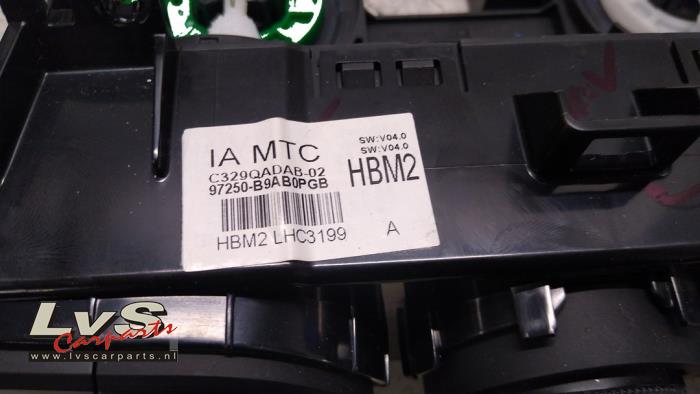 IA MTC
SW:V04.0
SW:V04.0
C329QADAB-02
HBM2
97250-B9AB0PGB
HBM2 LHC3199
A
LvS
Carparts
www.lvscarparts.nl